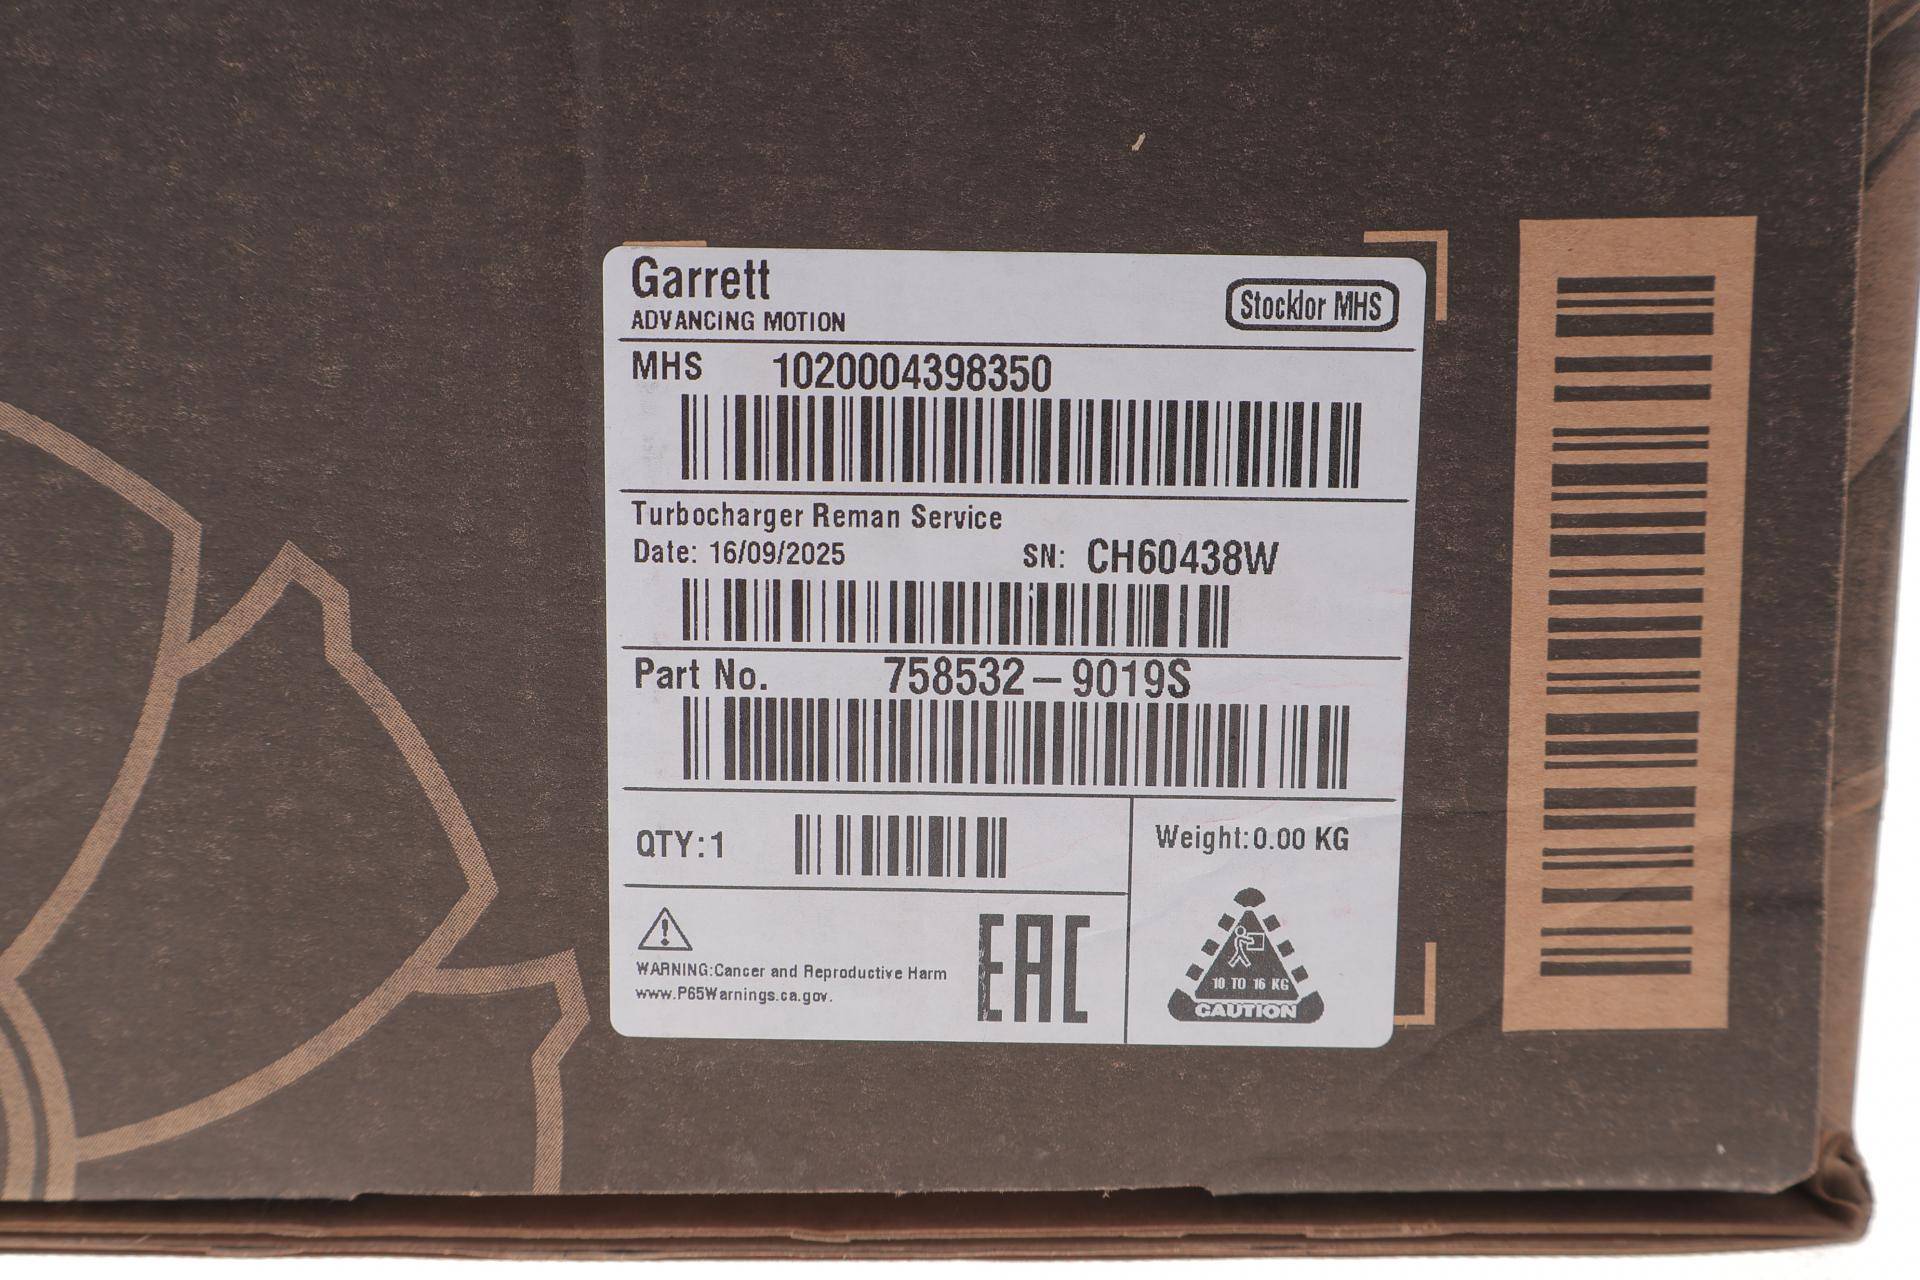 Garrett
ADVANCING MOTION
Stocklor MHS
MHS 1020004398350
Turbocharger Reman Service
Date: 16/09/2025 SN: CH60438W
Part No. 758532-9019S
QTY:1
Weight:0.00 KG
WARNING:Cancer and Reproductive Harm
www.P65Warnings.ca.gov.
EAC
10 TO 16 KG
CAUTION